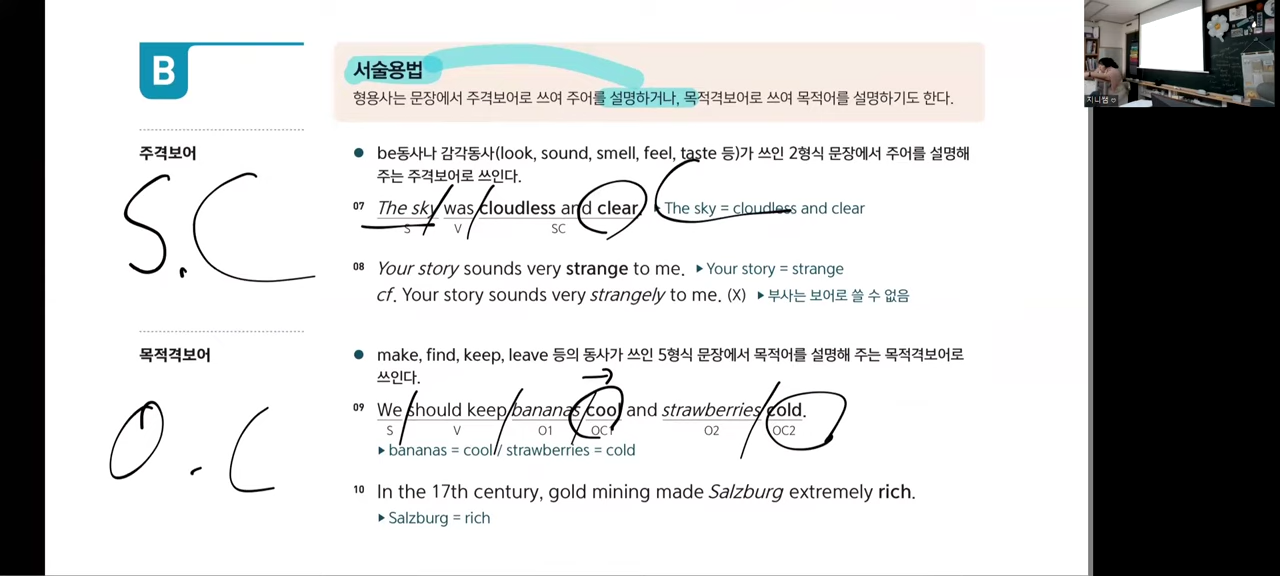 B
서술용법
형용사는 문장에서 주격보어로 쓰여 주어를 설명하거나, 목적격보어로 쓰여 목적어를 설명하기도 한다.
주격보어
● be동사나 감각동사(look, sound, smell, feel, taste 등)가 쓰인 2형식 문장에서 주어를 설명해
주는 주격보어로 쓰인다.
S.C
07 The sky was cloudless and clear. ▶ The sky = cloudless and clear
S V SC
08 Your story sounds very strange to me. ▶ Your story = strange
cf. Your story sounds very strangely to me. (X) ▶ 부사는 보어로 쓸 수 없음
목적격보어
● make, find, keep, leave 등의 동사가 쓰인 5형식 문장에서 목적어를 설명해 주는 목적격보어로
쓰인다.
O.C
09 We should keep bananas cool and strawberries cold.
S V O1 OC1 O2 OC2
▶ bananas = cool / strawberries = cold
10 In the 17th century, gold mining made Salzburg extremely rich.
▶ Salzburg = rich
지니쌤